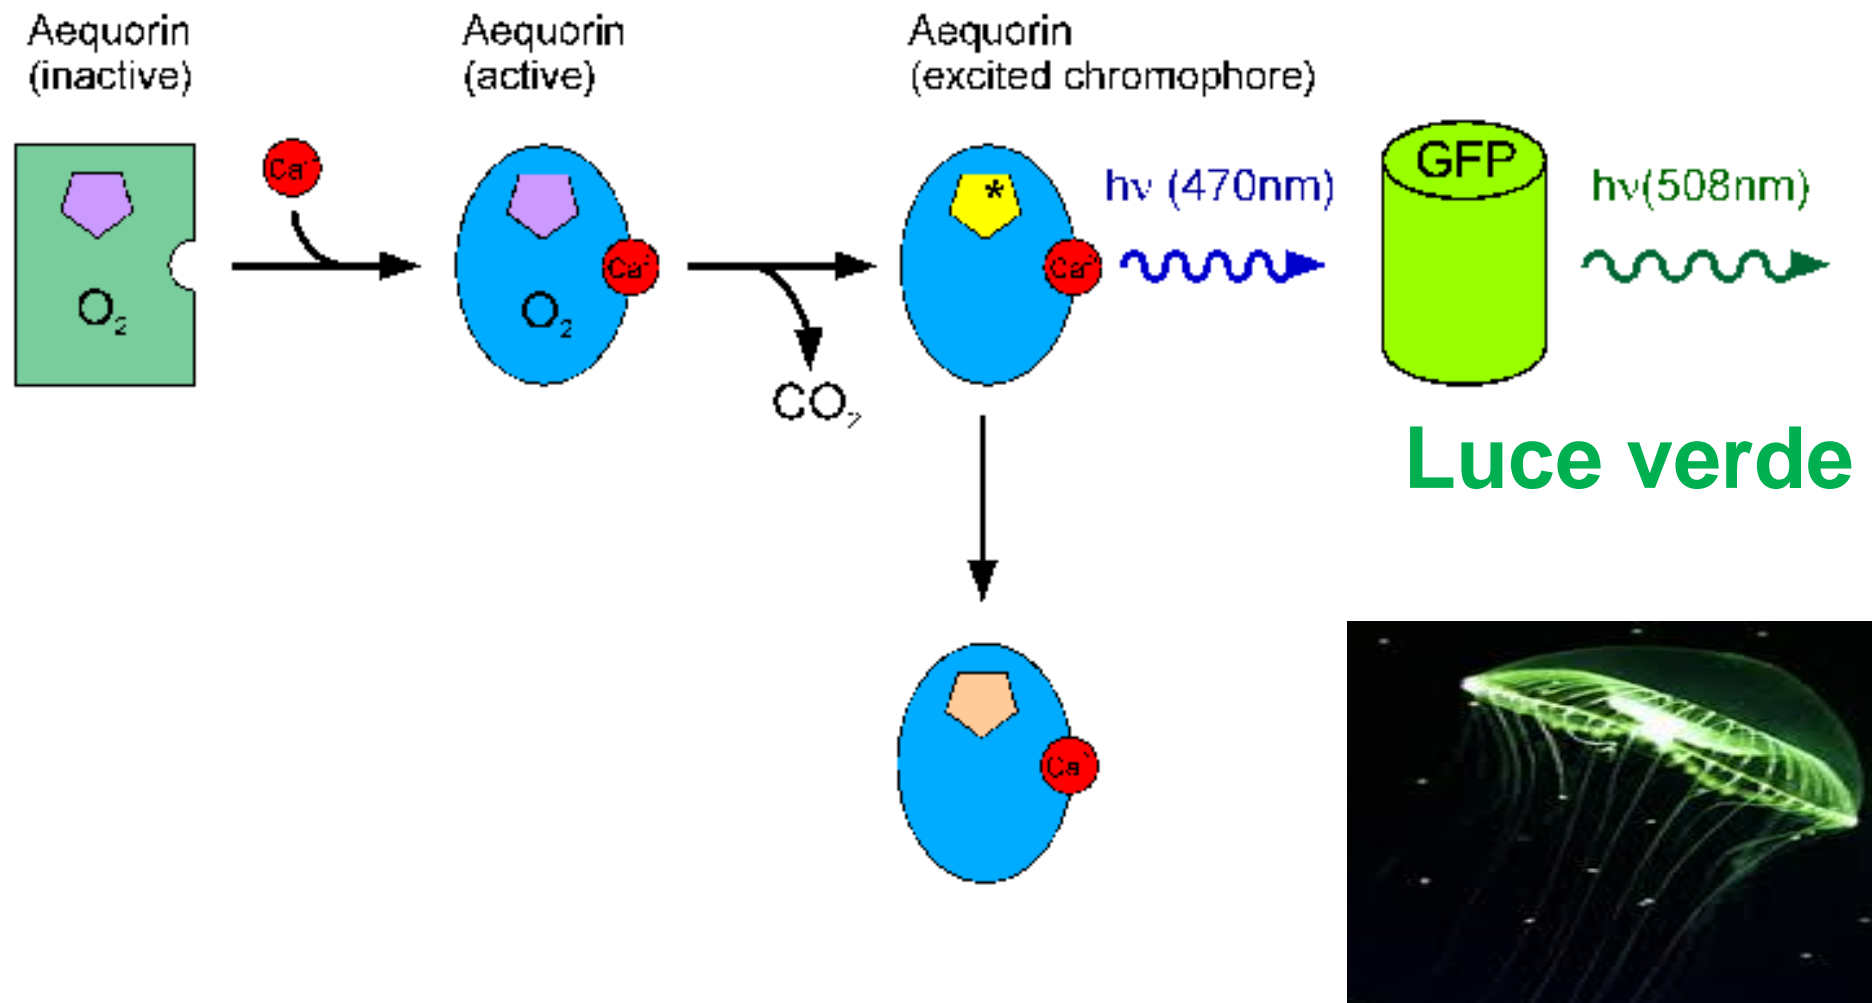 Aequorin
(inactive)
Aequorin
(active)
Aequorin
(excited chromophore)
Ca
O₂
Ca
O₂
CO₂
* Ca
hν (470nm)
GFP
hν(508nm)
Luce verde
Ca